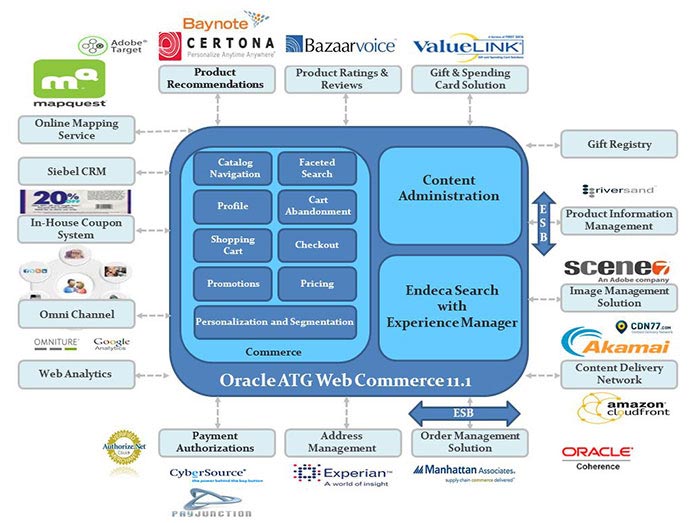 Baynote
Adobe®
Target
CERTONA
Personalize Anytime Anywhere
Bazaarvoice
ValueLINK
mapquest
Product
Recommendations
Product Ratings &
Reviews
Gift & Spending
Card Solution
Online Mapping
Service
Siebel CRM
20%
OFF
In-House Coupon
System
Omni Channel
OMNITURE
Google
Analytics
Web Analytics
Catalog
Navigation
Faceted
Search
Profile
Cart
Abandonment
Shopping
Cart
Checkout
Promotions
Pricing
Personalization and Segmentation
Commerce
Content
Administration
Endeca Search
with
Experience Manager
Oracle ATG Web Commerce 11.1
ESB
ESB
Gift Registry
riversand
Product Information
Management
scene7
An Adobe company
Image Management
Solution
CDN77.com
Akamai
Content Delivery
Network
amazon
cloudfront
ORACLE
Coherence
Payment
Authorizations
Address
Management
Order Management
Solution
Authorize.Net
CyberSource®
the power behind the buy button
PAYJUNCTION
Experian™
A world of insight
Manhattan Associates.
supply chain commerce delivered™